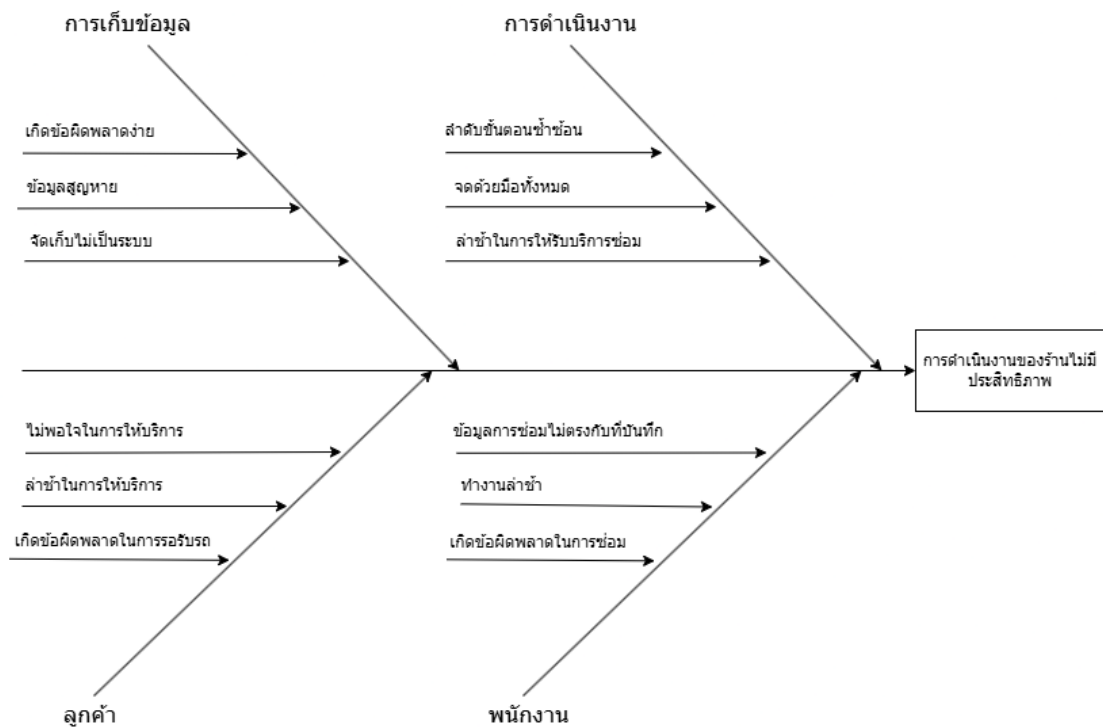 การเก็บข้อมูล
การดำเนินงาน
เกิดข้อผิดพลาดง่าย
ลำดับขั้นตอนซ้ำซ้อน
ข้อมูลสูญหาย
จดด้วยมือทั้งหมด
จัดเก็บไม่เป็นระบบ
ล่าช้าในการให้รับบริการซ่อม
การดำเนินงานของร้านไม่มี
ประสิทธิภาพ
ไม่พอใจในการให้บริการ
ข้อมูลการซ่อมไม่ตรงกับที่บันทึก
ล่าช้าในการให้บริการ
ทำงานล่าช้า
เกิดข้อผิดพลาดในการรอรับรถ
เกิดข้อผิดพลาดในการซ่อม
ลูกค้า
พนักงาน